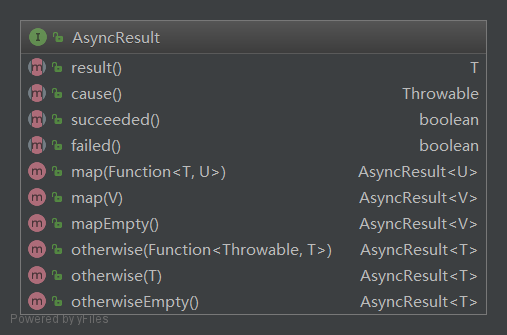 AsyncResult
result() T
cause() Throwable
succeeded() boolean
failed() boolean
map(Function<T, U>) AsyncResult<U>
map(V) AsyncResult<V>
mapEmpty() AsyncResult<V>
otherwise(Function<Throwable, T>) AsyncResult<T>
otherwise(T) AsyncResult<T>
otherwiseEmpty() AsyncResult<T>
Powered by yFiles